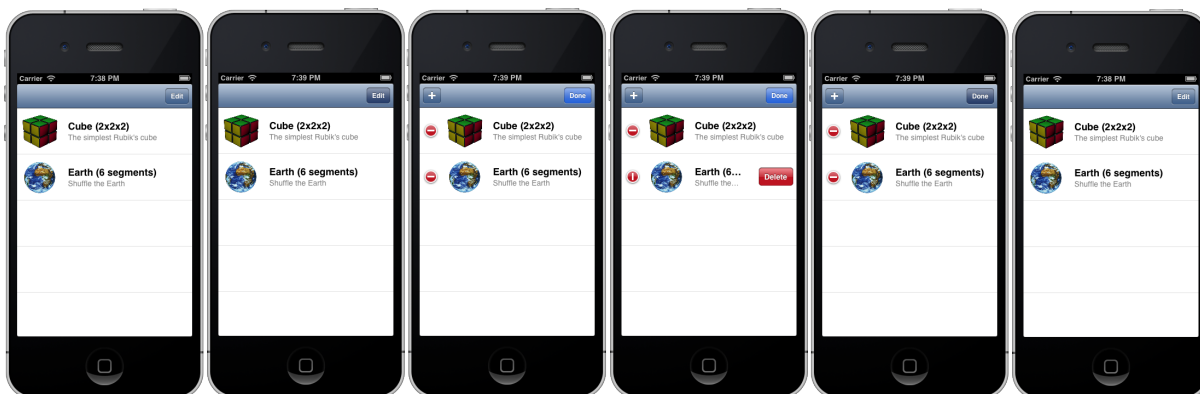 Carrier 7:38 PM
Edit
Cube (2x2x2)
The simplest Rubik's cube
Earth (6 segments)
Shuffle the Earth
Carrier 7:39 PM
Edit
Cube (2x2x2)
The simplest Rubik's cube
Earth (6 segments)
Shuffle the Earth
Carrier 7:39 PM
+ Done
Cube (2x2x2)
The simplest Rubik's cube
Earth (6 segments)
Shuffle the Earth
Carrier 7:39 PM
+ Done
Cube (2x2x2)
The simplest Rubik's cube
Earth (6... Delete
Shuffle the...
Carrier 7:39 PM
+ Done
Cube (2x2x2)
The simplest Rubik's cube
Earth (6 segments)
Shuffle the Earth
Carrier 7:38 PM
Edit
Cube (2x2x2)
The simplest Rubik's cube
Earth (6 segments)
Shuffle the Earth